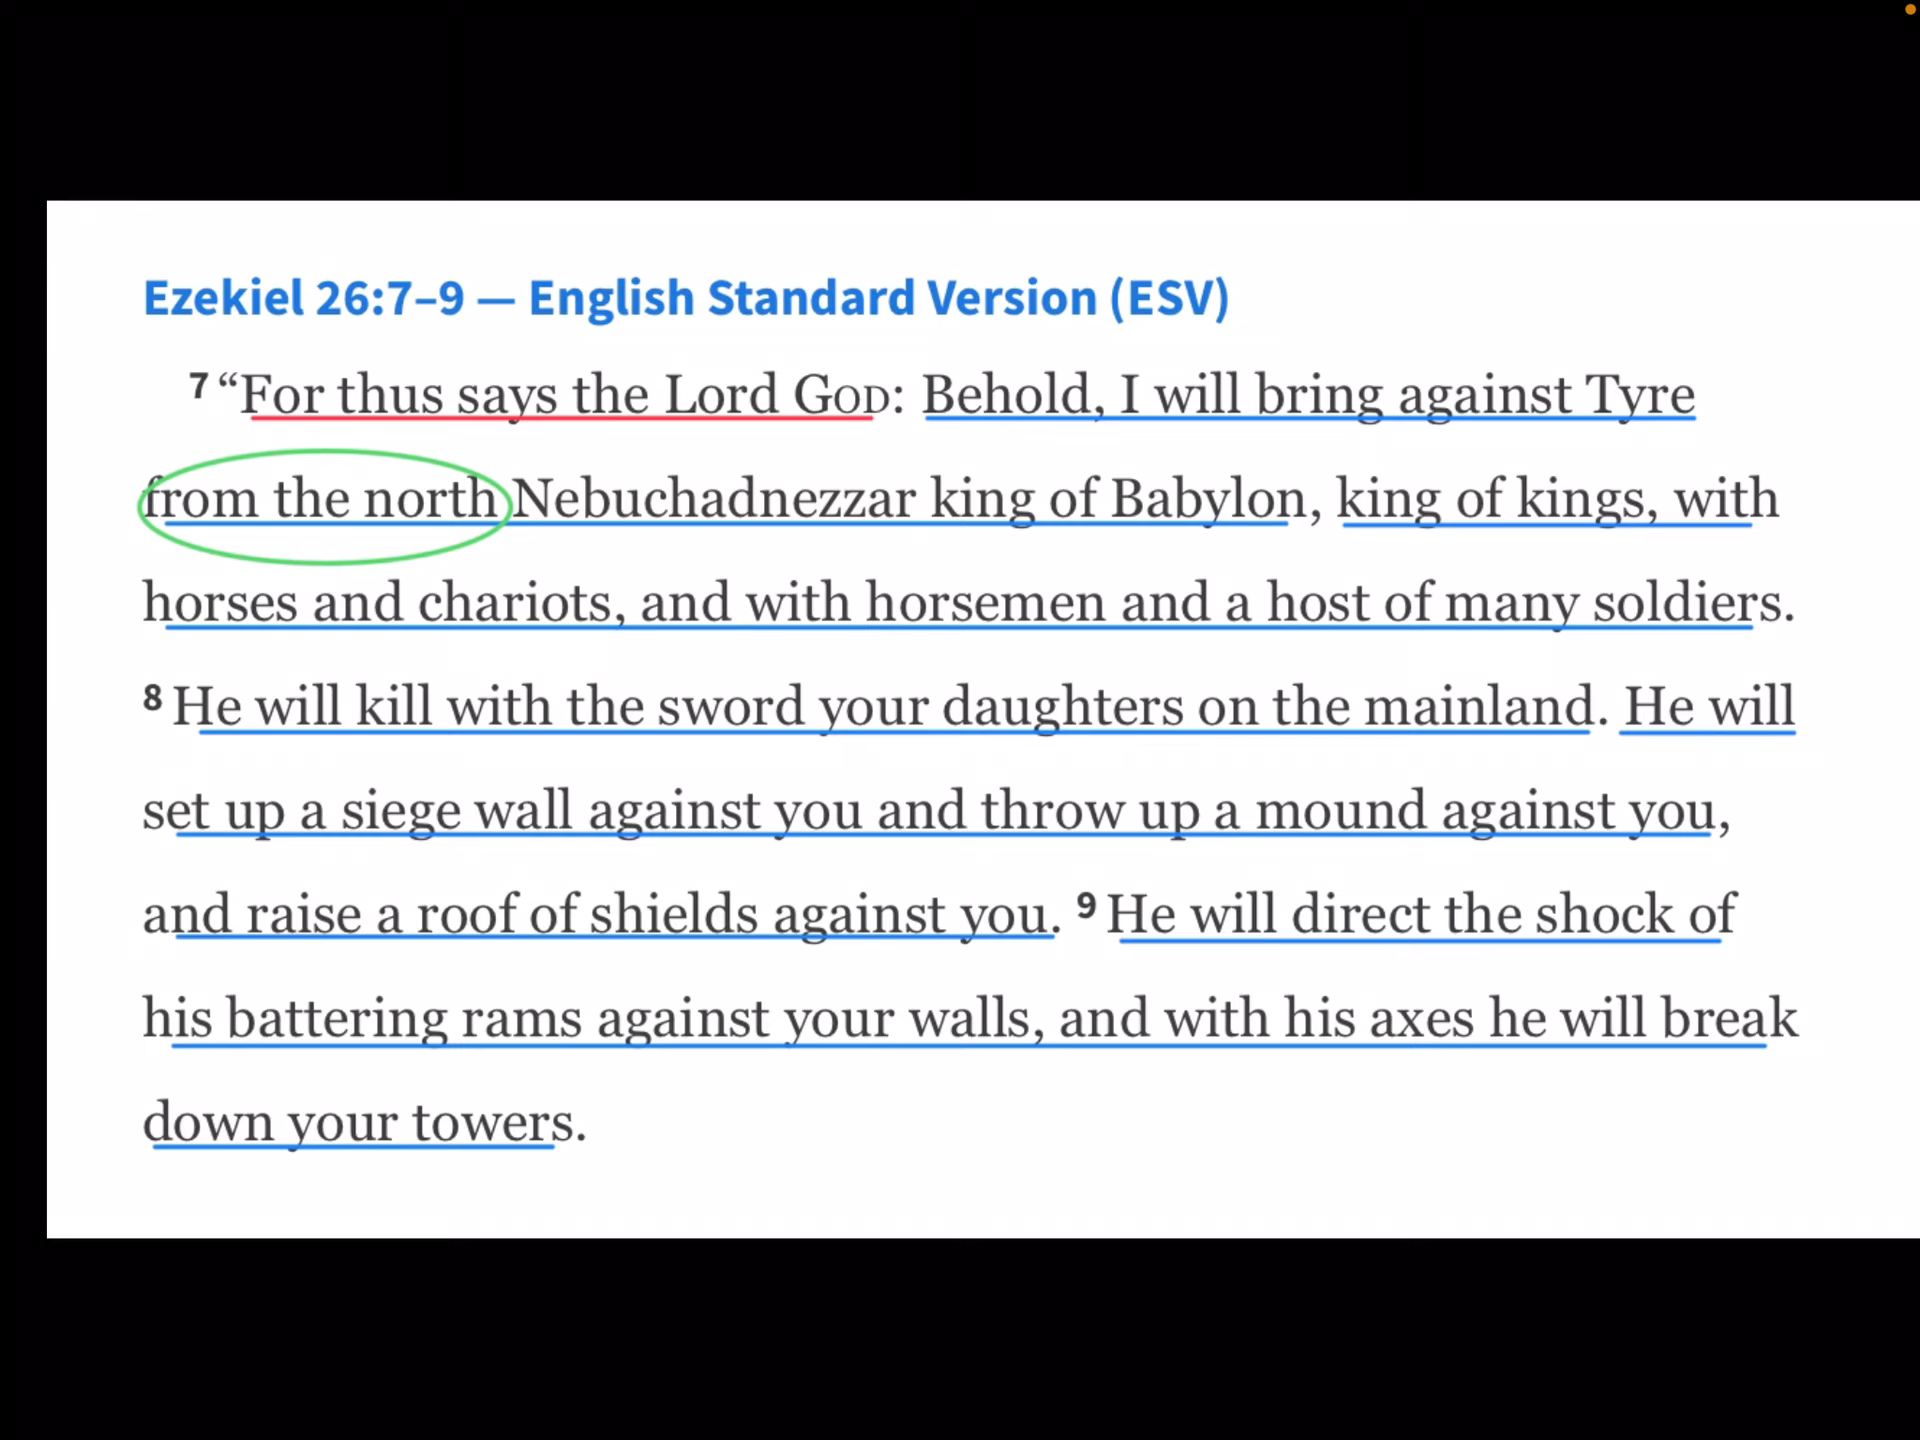 Ezekiel 26:7–9 — English Standard Version (ESV)
7 “For thus says the Lord GOD: Behold, I will bring against Tyre
from the north Nebuchadnezzar king of Babylon, king of kings, with
horses and chariots, and with horsemen and a host of many soldiers.
8 He will kill with the sword your daughters on the mainland. He will
set up a siege wall against you and throw up a mound against you,
and raise a roof of shields against you. 9 He will direct the shock of
his battering rams against your walls, and with his axes he will break
down your towers.